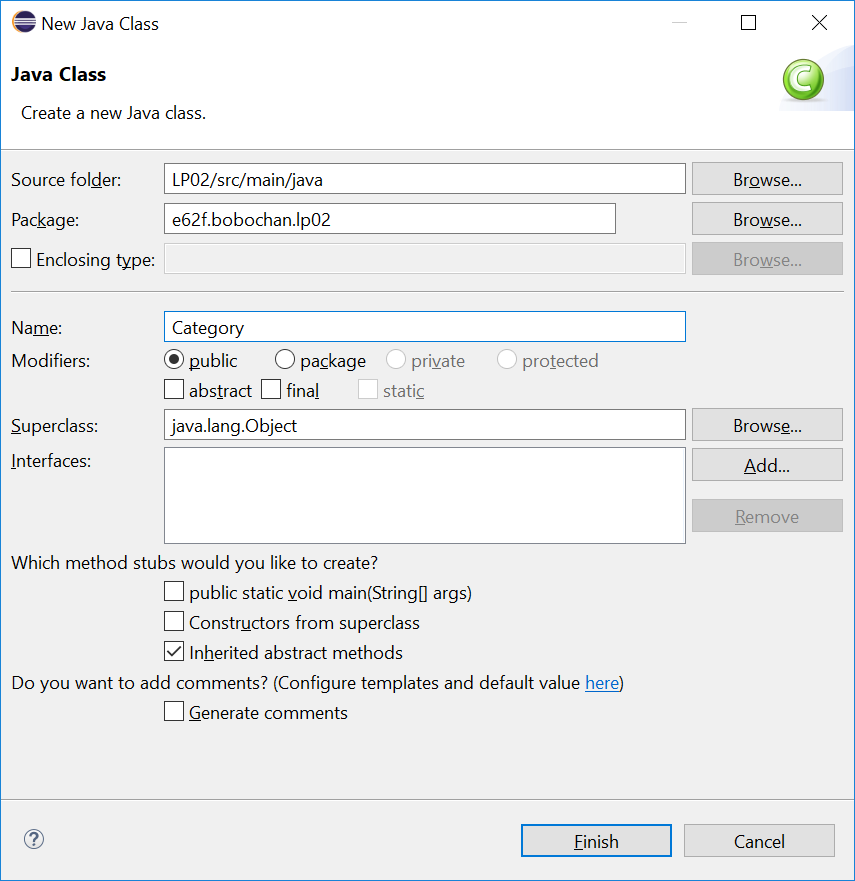 New Java Class
Java Class
Create a new Java class.
Source folder: LP02/src/main/java Browse...
Package: e62f.bobochan.lp02 Browse...
Enclosing type: Browse...
Name: Category
Modifiers: public package private protected
abstract final static
Superclass: java.lang.Object Browse...
Interfaces: Add...
Remove
Which method stubs would you like to create?
public static void main(String[] args)
Constructors from superclass
Inherited abstract methods
Do you want to add comments? (Configure templates and default value here)
Generate comments
? Finish Cancel